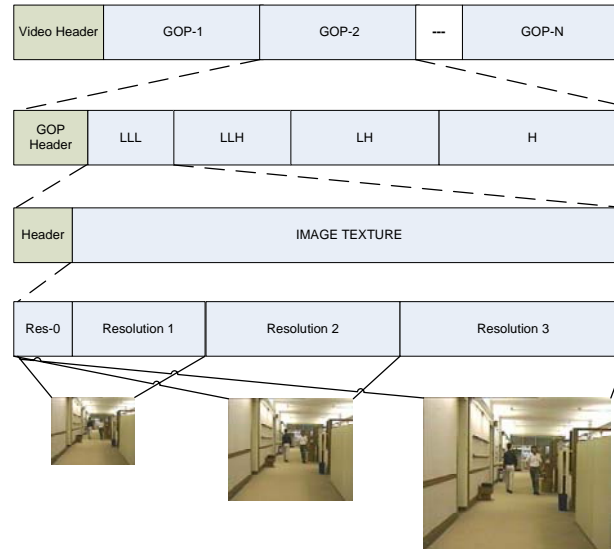 Video Header GOP-1 GOP-2 --- GOP-N
GOP
Header LLL LLH LH H
Header IMAGE TEXTURE
Res-0 Resolution 1 Resolution 2 Resolution 3